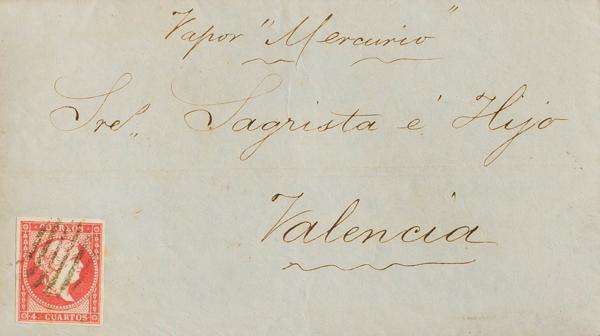 Vapor "Mercurio"
Sres,, Sagrista é Hijo
Valencia
CORREOS
4 CUARTOS